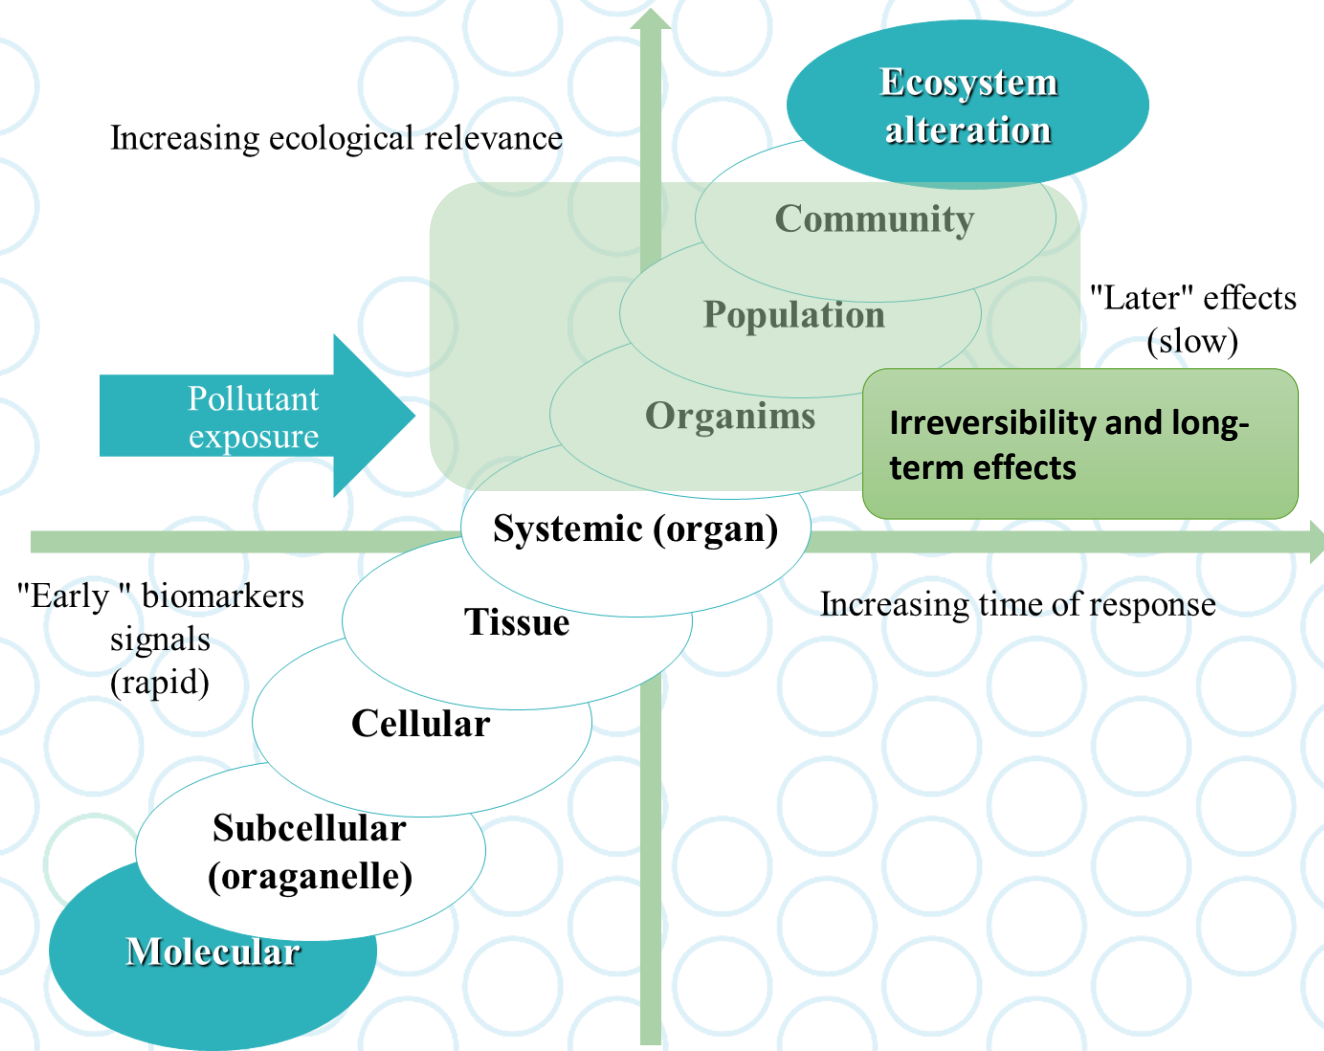 Ecosystem
alteration
Increasing ecological relevance
Community
"Later" effects
(slow)
Population
Pollutant
exposure
Organims
Irreversibility and long-
term effects
Systemic (organ)
"Early " biomarkers
signals
(rapid)
Increasing time of response
Tissue
Cellular
Subcellular
(oraganelle)
Molecular